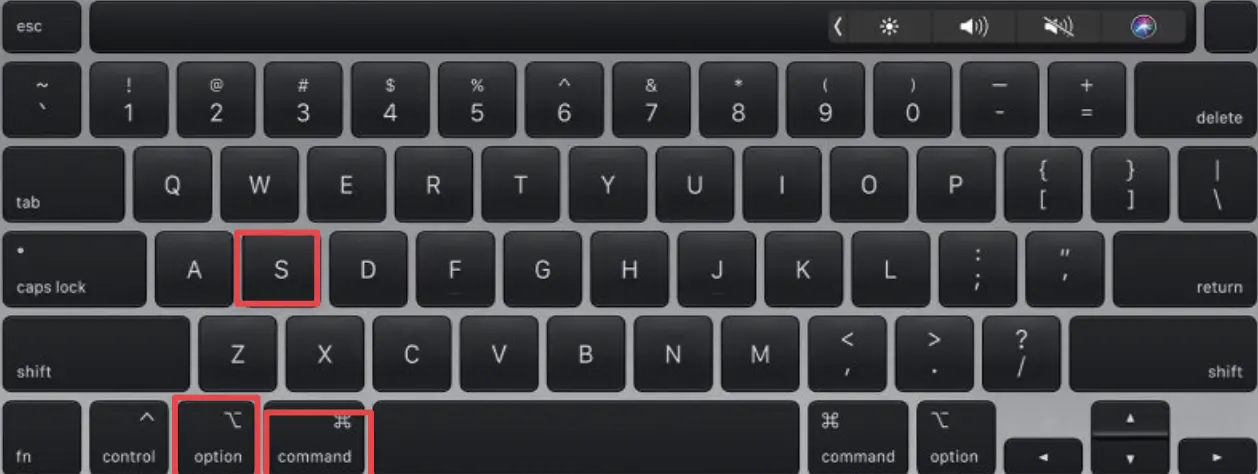 esc
~ ! @ # $ % ^ & * ( ) — +
` 1 2 3 4 5 6 7 8 9 0 - = delete
tab Q W E R T Y U I O P { [ } ] | \
caps lock A S D F G H J K L : ; " ' return
shift Z X C V B N M < , > . ? / shift
fn ^ control ⌥ option ⌘ command ⌘ command ⌥ option ◄ ▲ ▼ ►